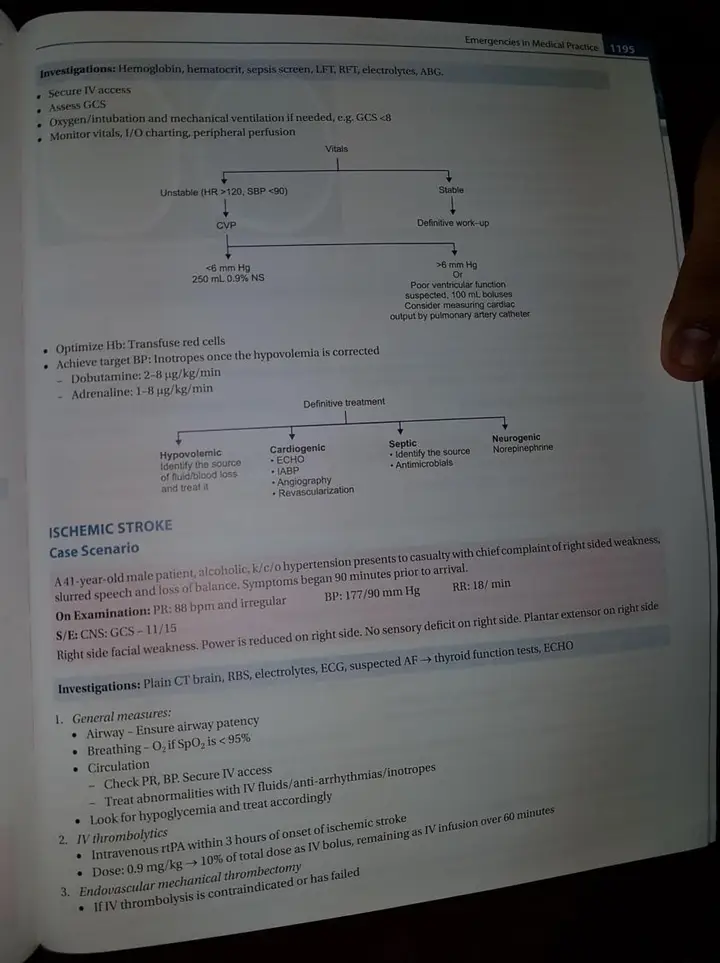 Emergencies in Medical Practice 1195
Investigations: Hemoglobin, hematocrit, sepsis screen, LFT, RFT, electrolytes, ABG.
• Secure IV access
• Assess GCS
• Oxygen/intubation and mechanical ventilation if needed, e.g. GCS <8
• Monitor vitals, I/O charting, peripheral perfusion
Vitals
Unstable (HR >120, SBP <90)
Stable
CVP
Definitive work-up
<6 mm Hg
250 mL 0.9% NS
>6 mm Hg
Or
Poor ventricular function
suspected, 100 mL boluses
Consider measuring cardiac
output by pulmonary artery catheter
• Optimize Hb: Transfuse red cells
• Achieve target BP: Inotropes once the hypovolemia is corrected
– Dobutamine: 2–8 μg/kg/min
– Adrenaline: 1–8 μg/kg/min
Definitive treatment
Hypovolemic
Identify the source
of fluid/blood loss
and treat it
Cardiogenic
• ECHO
• IABP
• Angiography
• Revascularization
Septic
• Identify the source
• Antimicrobials
Neurogenic
Norepinephrine
ISCHEMIC STROKE
Case Scenario
A 41-year-old male patient, alcoholic, k/c/o hypertension presents to casualty with chief complaint of right sided weakness,
slurred speech and loss of balance. Symptoms began 90 minutes prior to arrival.
On Examination: PR: 88 bpm and irregular BP: 177/90 mm Hg RR: 18/ min
S/E: CNS: GCS – 11/15
Right side facial weakness. Power is reduced on right side. No sensory deficit on right side. Plantar extensor on right side
Investigations: Plain CT brain, RBS, electrolytes, ECG, suspected AF → thyroid function tests, ECHO
1. General measures:
• Airway – Ensure airway patency
• Breathing – O₂ if SpO₂ is < 95%
• Circulation
– Check PR, BP. Secure IV access
– Treat abnormalities with IV fluids/anti-arrhythmias/inotropes
• Look for hypoglycemia and treat accordingly
2. IV thrombolytics
• Intravenous rtPA within 3 hours of onset of ischemic stroke
• Dose: 0.9 mg/kg → 10% of total dose as IV bolus, remaining as IV infusion over 60 minutes
3. Endovascular mechanical thrombectomy
• If IV thrombolysis is contraindicated or has failed